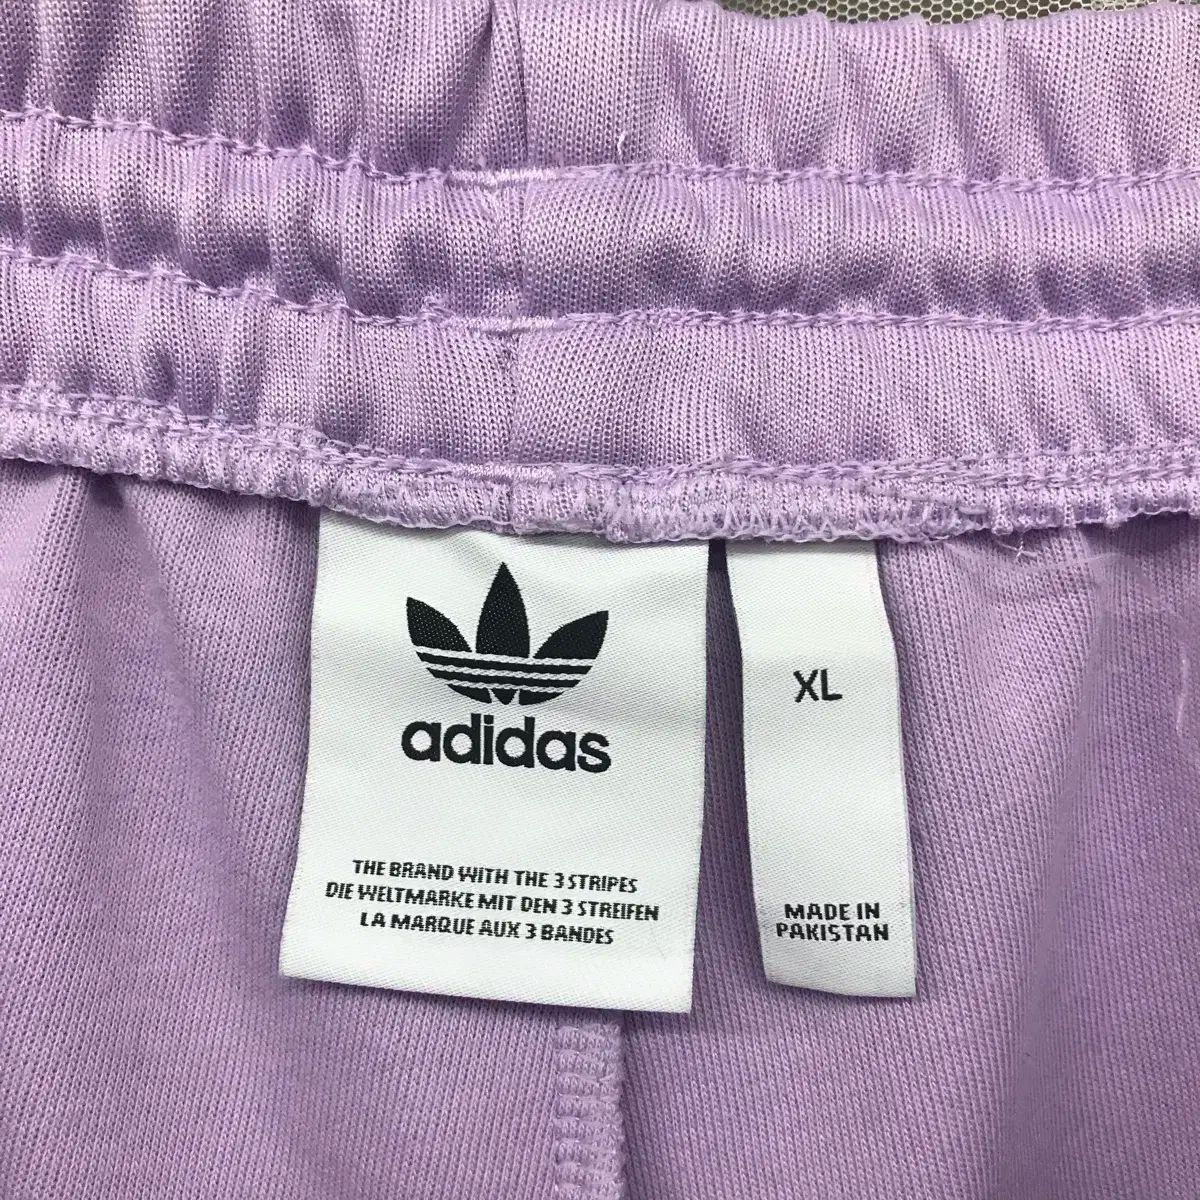 adidas
THE BRAND WITH THE 3 STRIPES
DIE WELTMARKE MIT DEN 3 STREIFEN
LA MARQUE AUX 3 BANDES
XL
MADE IN
PAKISTAN